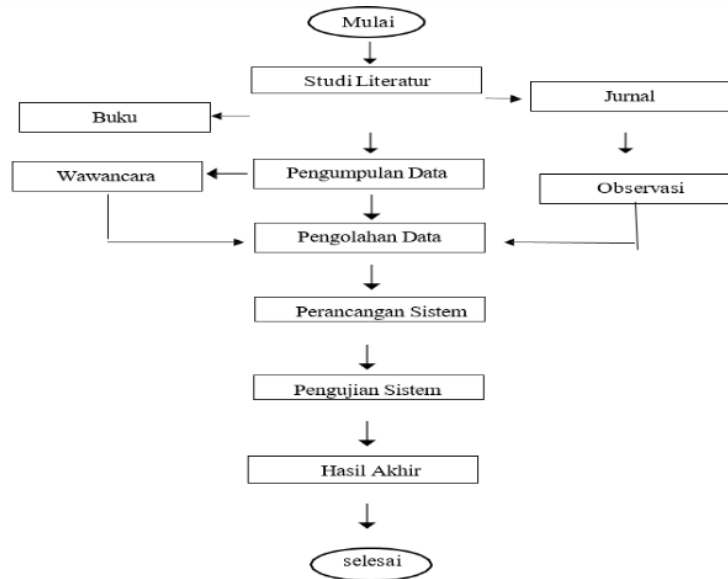 Mulai
Studi Literatur
Jurnal
Buku
Pengumpulan Data
Wawancara
Observasi
Pengolahan Data
Perancangan Sistem
Pengujian Sistem
Hasil Akhir
selesai